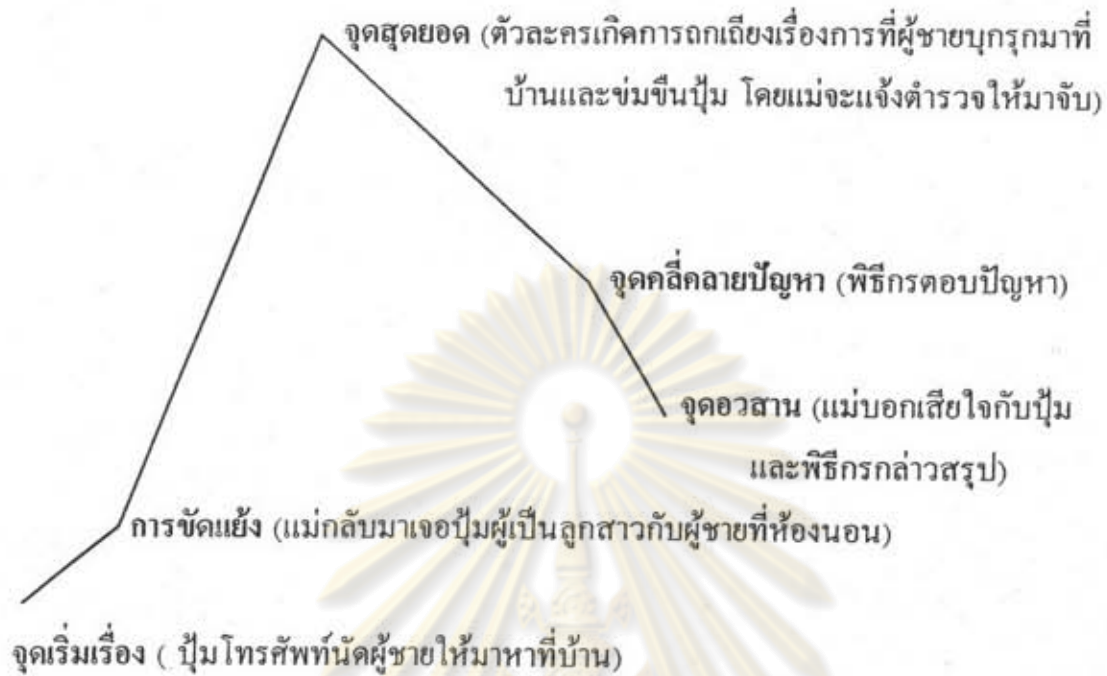 จุดสุดยอด (ตัวละครเกิดการถกเถียงเรื่องการที่ผู้ชายบุกรุกมาที่
บ้านและข่มขืนปุ้ม โดยแม่จะแจ้งตำรวจให้มาจับ)
จุดคลี่คลายปัญหา (พิธีกรตอบปัญหา)
จุดอวสาน (แม่บอกเสียใจกับปุ้ม
และพิธีกรกล่าวสรุป)
การขัดแย้ง (แม่กลับมาเจอปุ้มผู้เป็นลูกสาวกับผู้ชายที่ห้องนอน)
จุดเริ่มเรื่อง ( ปุ้มโทรศัพท์นัดผู้ชายให้มาหาที่บ้าน)